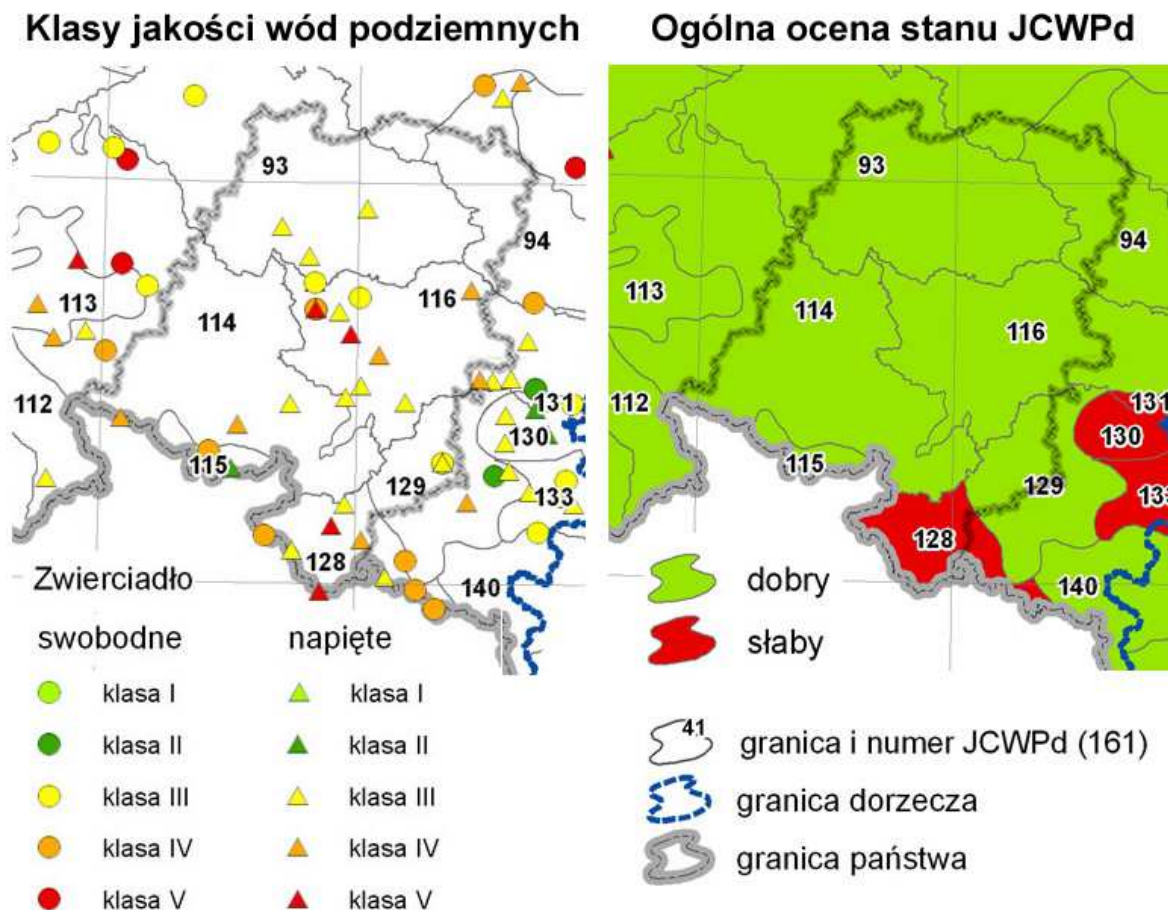 Klasy jakości wód podziemnych
93
94
113
114
116
112
131
130
115
129
133
128
140
Zwierciadło
swobodne
napięte
klasa I
klasa I
klasa II
klasa II
klasa III
klasa III
klasa IV
klasa IV
klasa V
klasa V
Ogólna ocena stanu JCWPd
93
94
113
114
116
112
131
130
115
129
133
128
140
dobry
słaby
41
granica i numer JCWPd (161)
granica dorzecza
granica państwa